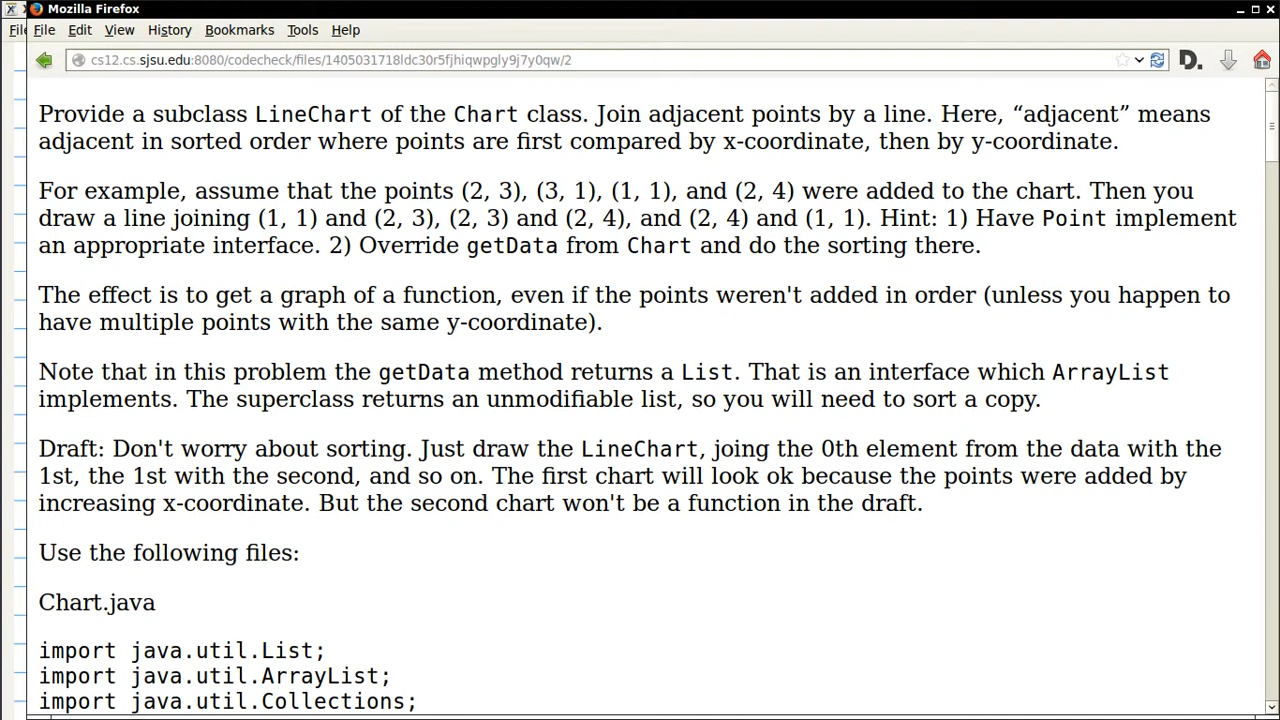 Mozilla Firefox
File
File Edit View History Bookmarks Tools Help
cs12.cs.sjsu.edu:8080/codecheck/files/1405031718ldc30r5fjhiqwpgly9j7y0qw/2
D.
Provide a subclass LineChart of the Chart class. Join adjacent points by a line. Here, “adjacent” means
adjacent in sorted order where points are first compared by x-coordinate, then by y-coordinate.
For example, assume that the points (2, 3), (3, 1), (1, 1), and (2, 4) were added to the chart. Then you
draw a line joining (1, 1) and (2, 3), (2, 3) and (2, 4), and (2, 4) and (1, 1). Hint: 1) Have Point implement
an appropriate interface. 2) Override getData from Chart and do the sorting there.
The effect is to get a graph of a function, even if the points weren't added in order (unless you happen to
have multiple points with the same y-coordinate).
Note that in this problem the getData method returns a List. That is an interface which ArrayList
implements. The superclass returns an unmodifiable list, so you will need to sort a copy.
Draft: Don't worry about sorting. Just draw the LineChart, joing the 0th element from the data with the
1st, the 1st with the second, and so on. The first chart will look ok because the points were added by
increasing x-coordinate. But the second chart won't be a function in the draft.
Use the following files:
Chart.java
import java.util.List;
import java.util.ArrayList;
import java.util.Collections;